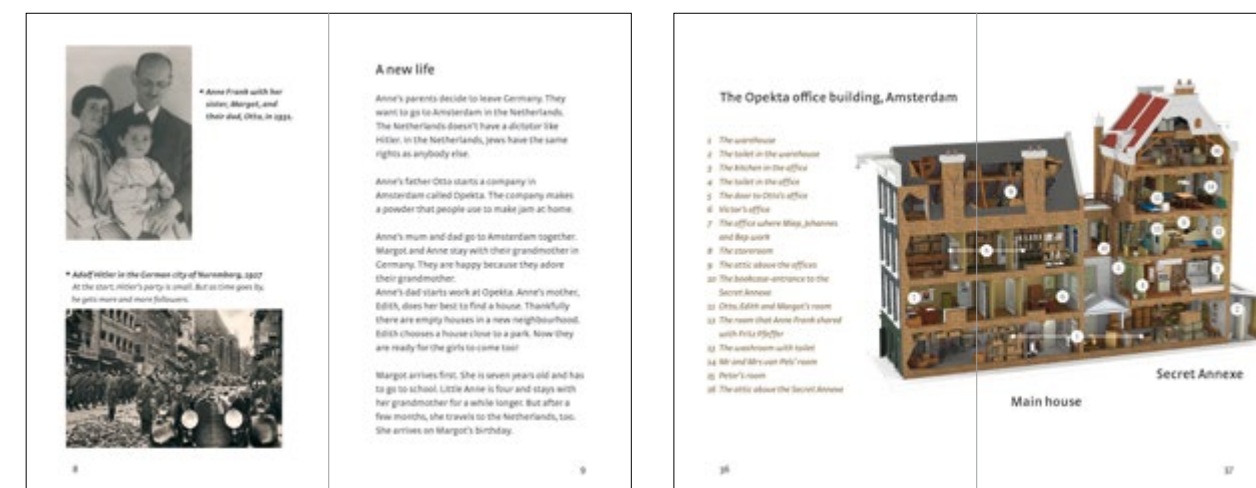 Anne Frank with her
sister, Margot, and
their dad, Otto, in 1931.
Adolf Hitler in the German city of Nuremberg, 1927
At the start, Hitler's party is small. But as time goes by,
he gets more and more followers.
8
A new life
Anne's parents decide to leave Germany. They
want to go to Amsterdam in the Netherlands.
The Netherlands doesn't have a dictator like
Hitler. In the Netherlands, Jews have the same
rights as anybody else.
Anne's father Otto starts a company in
Amsterdam called Opekta. The company makes
a powder that people use to make jam at home.
Anne's mum and dad go to Amsterdam together.
Margot and Anne stay with their grandmother in
Germany. They are happy because they adore
their grandmother.
Anne's dad starts work at Opekta. Anne's mother,
Edith, does her best to find a house. Thankfully
there are empty houses in a new neighbourhood.
Edith chooses a house close to a park. Now they
are ready for the girls to come too!
Margot arrives first. She is seven years old and has
to go to school. Little Anne is four and stays with
her grandmother for a while longer. But after a
few months, she travels to the Netherlands, too.
She arrives on Margot's birthday.
9
The Opekta office building, Amsterdam
1 The warehouse
2 The toilet in the warehouse
3 The kitchen in the office
4 The toilet in the office
5 The door to Otto's office
6 Victor's office
7 The office where Miep, Johannes
and Bep work
8 The storeroom
9 The attic above the offices
10 The bookcase-entrance to the
Secret Annexe
11 Otto, Edith and Margot's room
12 The room that Anne Frank shared
with Fritz Pfeffer
13 The washroom with toilet
14 Mr and Mrs van Pels' room
15 Peter's room
16 The attic above the Secret Annexe
Secret Annexe
Main house
36
37